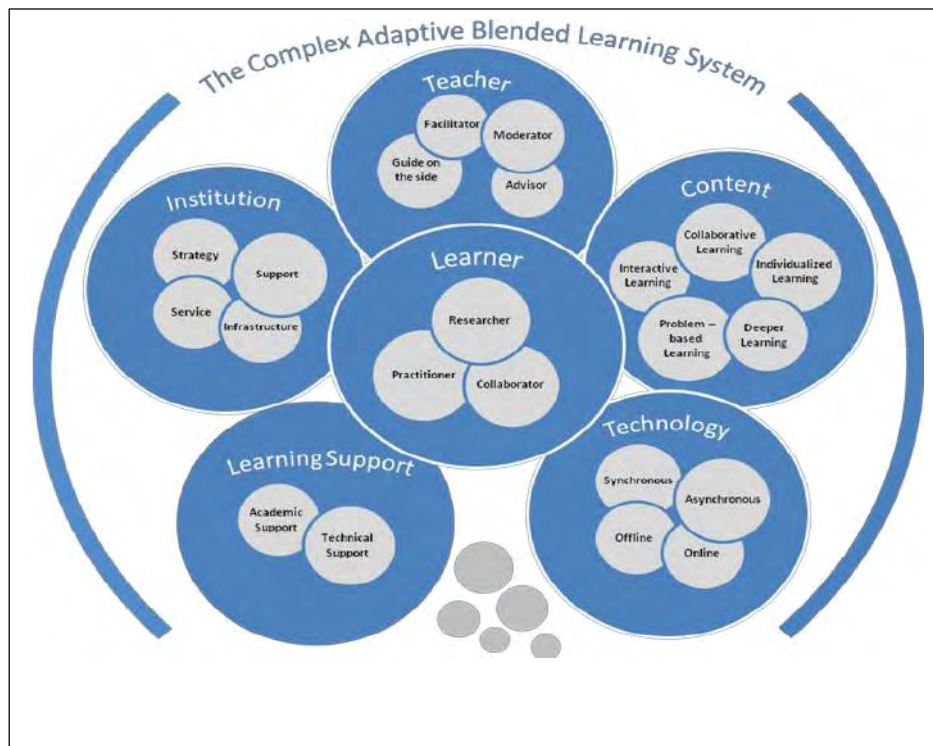 The Complex Adaptive Blended Learning System
Teacher
Facilitator
Moderator
Guide on
the side
Advisor
Institution
Strategy
Support
Service
Infrastructure
Content
Collaborative
Learning
Interactive
Learning
Individualized
Learning
Problem –
based
Learning
Deeper
Learning
Learner
Researcher
Practitioner
Collaborator
Learning Support
Academic
Support
Technical
Support
Technology
Synchronous
Asynchronous
Offline
Online